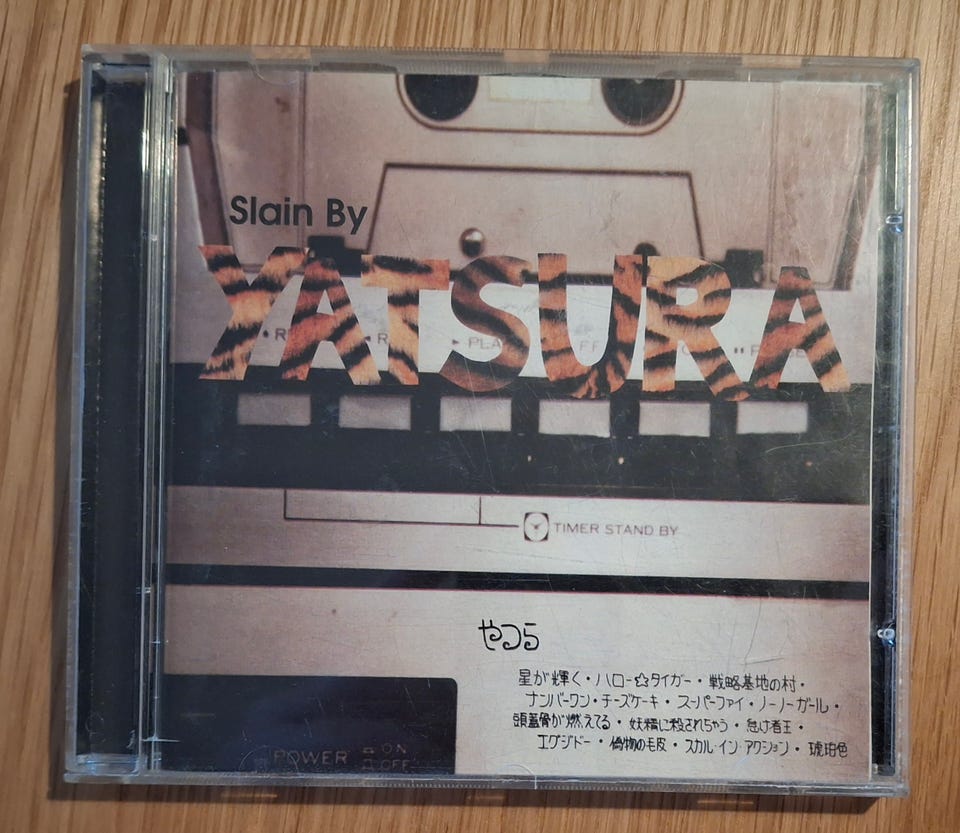 Slain By
YATSURA
PLA
FF
TIMER STAND BY
やつら
星が輝く・ハロー☆タイガー・戦略基地の村・
ナンバーワン・チーズケーキ・スーパーファイ・ノーノーガール・
頭蓋骨が燃えてる・妖精に殺されちゃう・怠け者王・
エグジドー・偽物の毛皮・スカル・イン・アクション・琥珀色
POWER ON
OFF